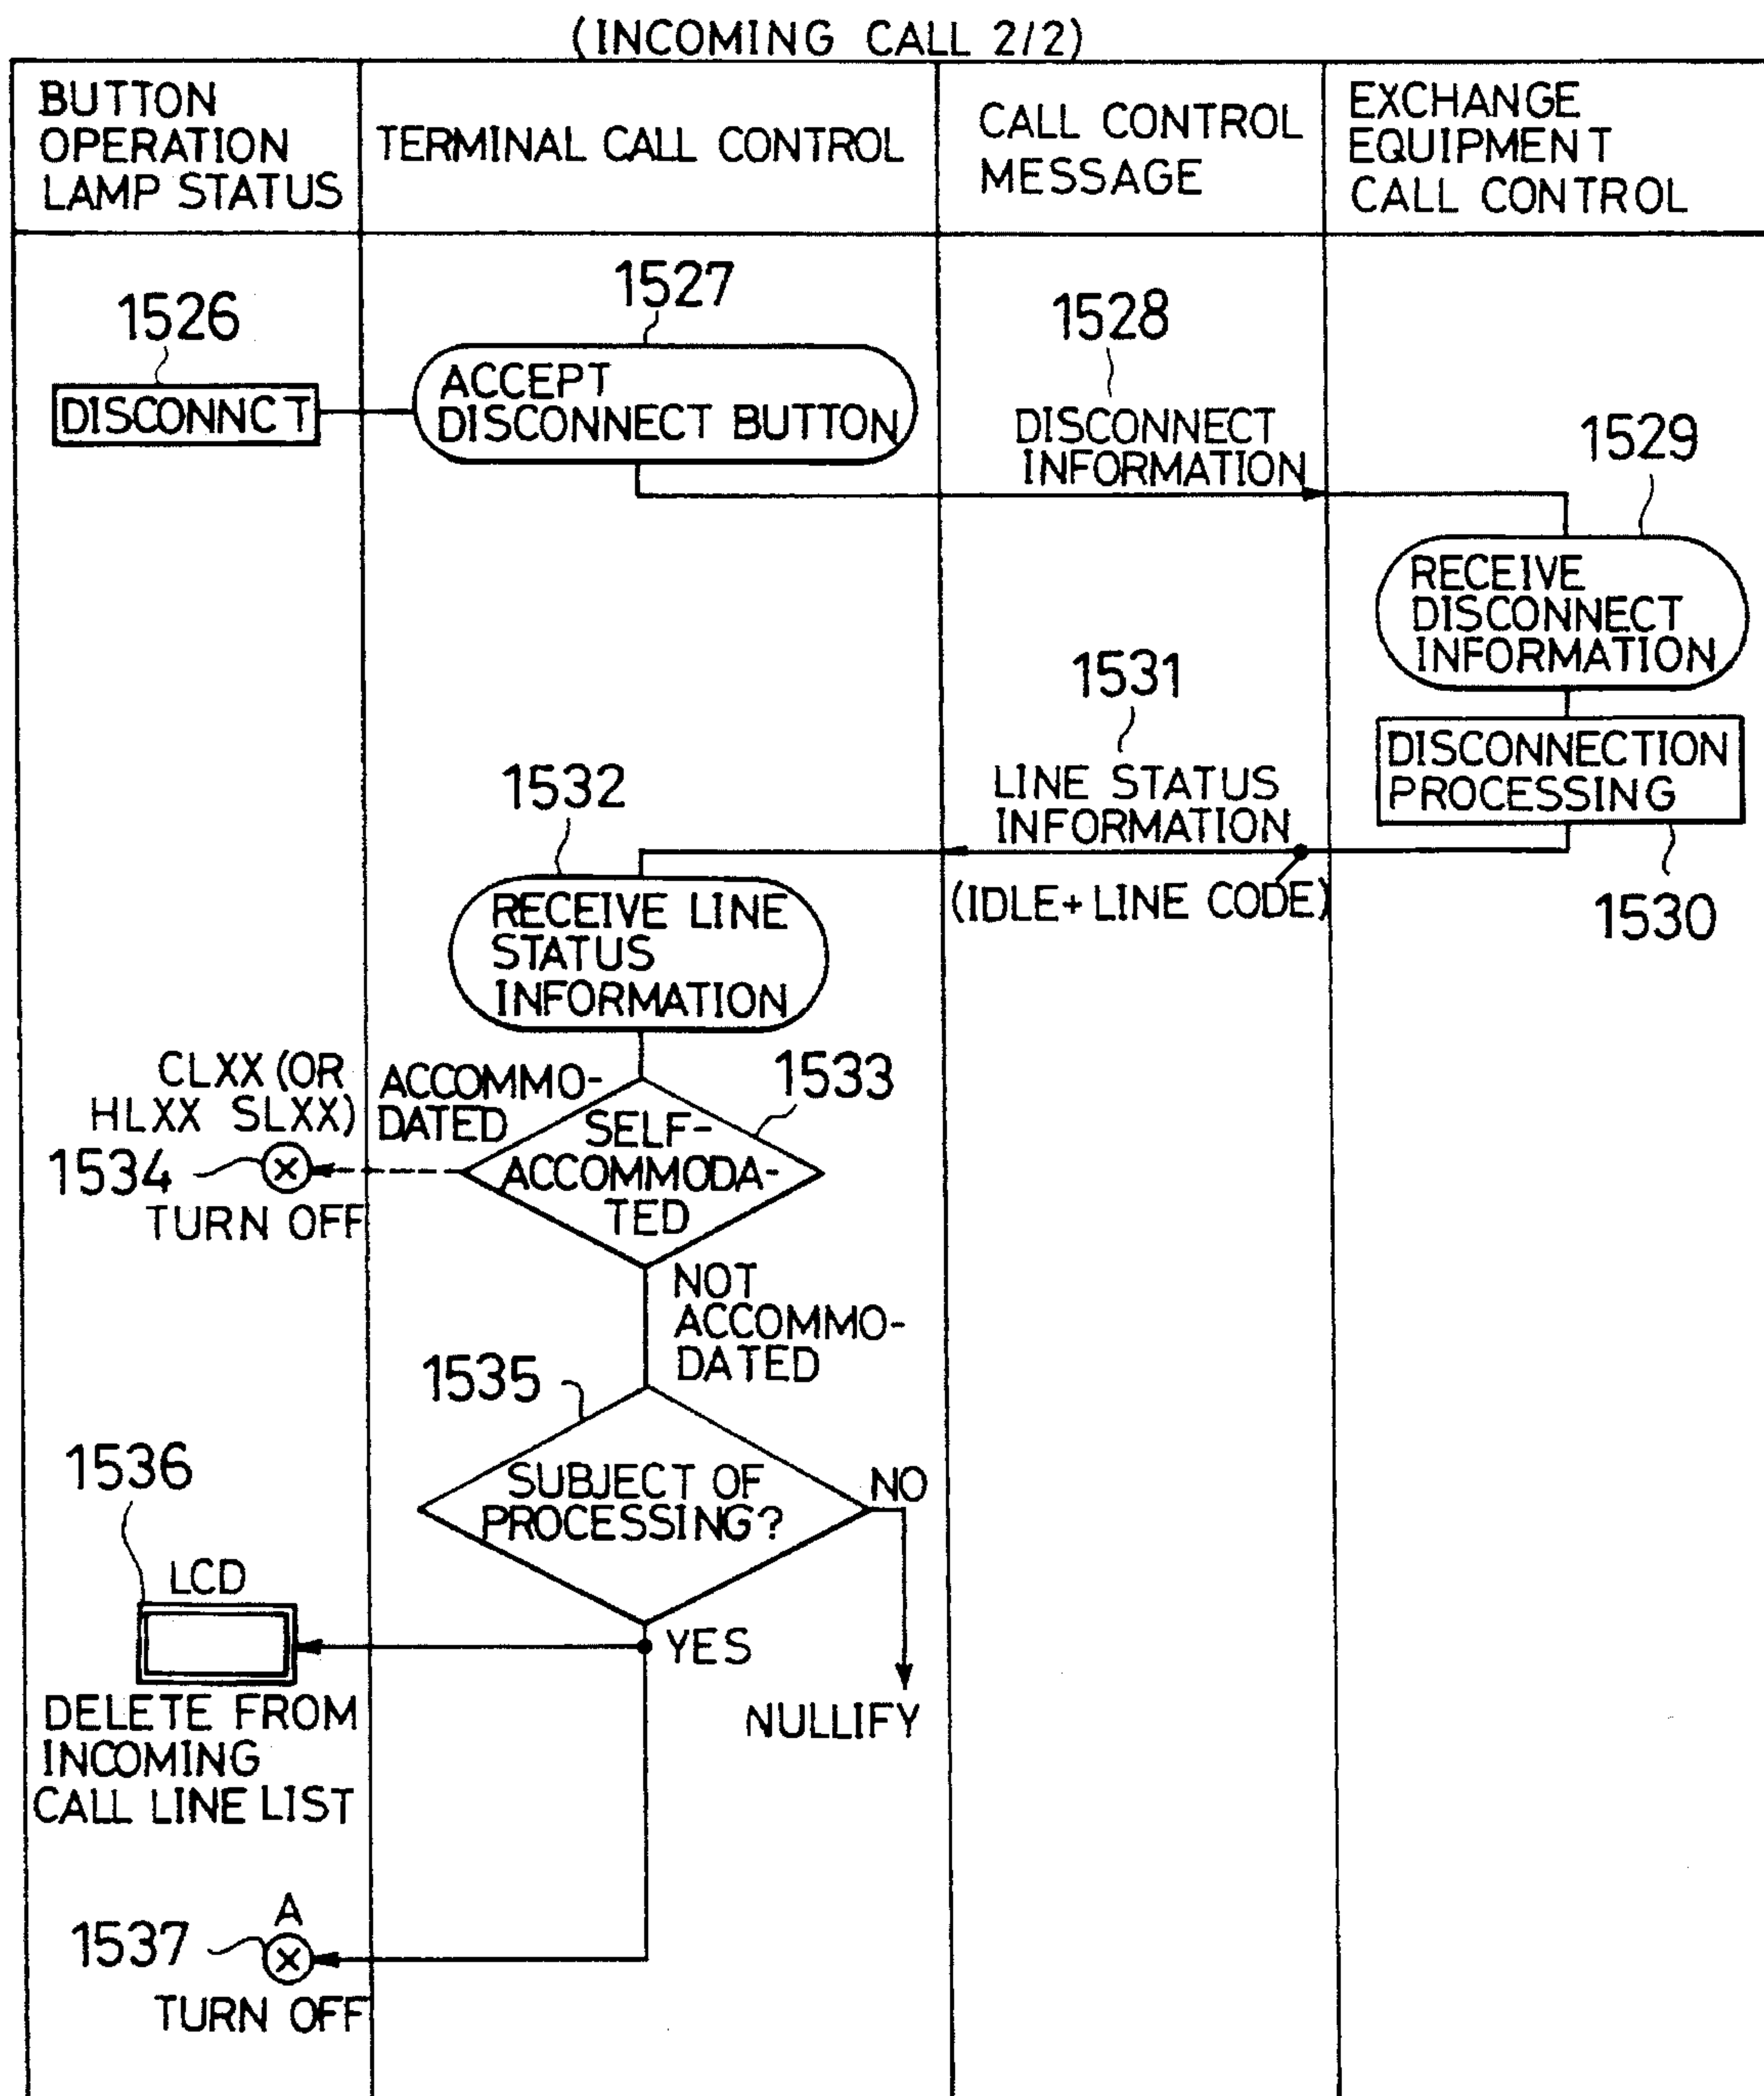 (INCOMING CALL 2/2)
BUTTON
OPERATION
LAMP STATUS
TERMINAL CALL CONTROL
CALL CONTROL
MESSAGE
EXCHANGE
EQUIPMENT
CALL CONTROL
1526
DISCONNCT
1527
ACCEPT
DISCONNECT BUTTON
1528
DISCONNECT
INFORMATION
1529
RECEIVE
DISCONNECT
INFORMATION
DISCONNECTION
PROCESSING
1530
1531
LINE STATUS
INFORMATION
(IDLE+LINE CODE)
1532
RECEIVE LINE
STATUS
INFORMATION
1533
SELF-
ACCOMMODA-
TED
ACCOMMO-
DATED
CLXX (OR
HLXX SLXX)
1534
TURN OFF
NOT
ACCOMMO-
DATED
1535
SUBJECT OF
PROCESSING?
NO
NULLIFY
YES
1536
LCD
DELETE FROM
INCOMING
CALL LINE LIST
1537
A
TURN OFF